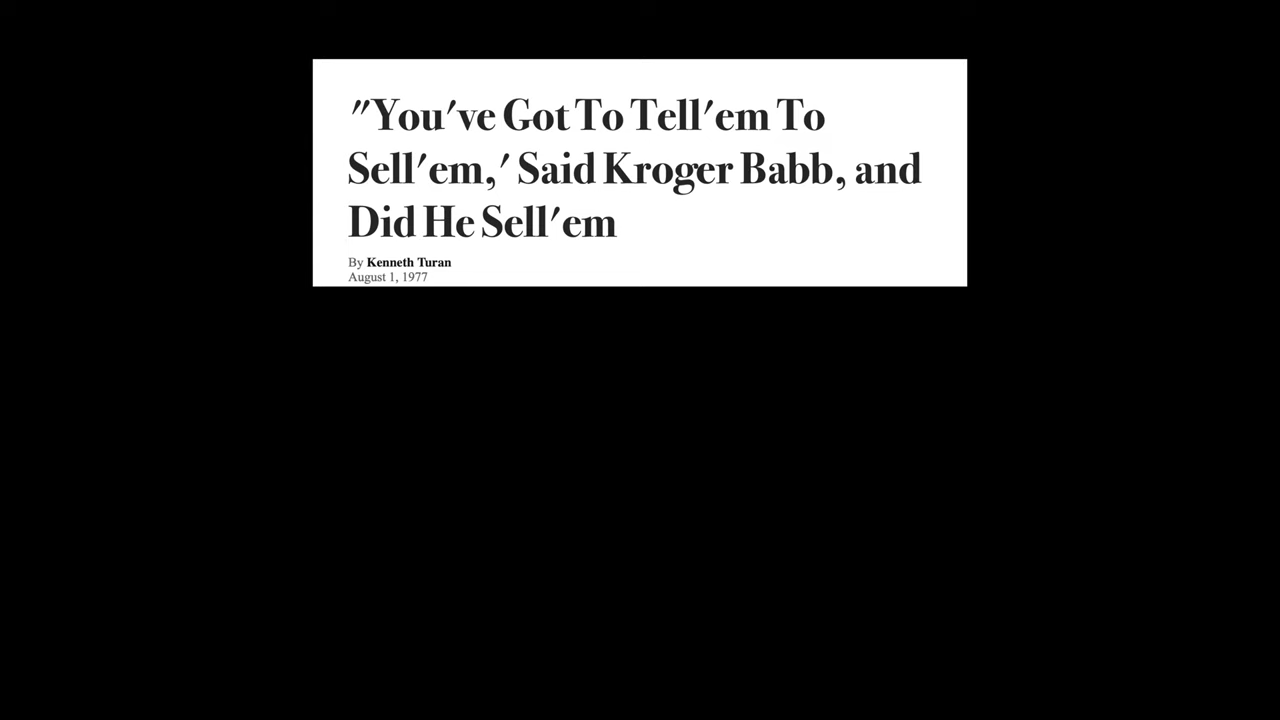 "You've Got To Tell'em To
Sell'em,' Said Kroger Babb, and
Did He Sell'em
By Kenneth Turan
August 1, 1977